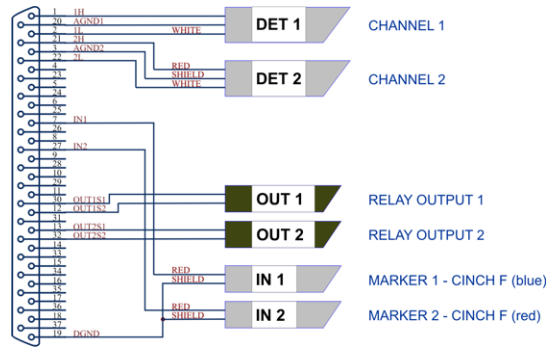 1 1H
20 AGND1
2 1L WHITE
DET 1 CHANNEL 1
21 2H
3 AGND2
22 2L
RED
SHIELD
WHITE
DET 2 CHANNEL 2
4
23
5
24
6
25
7 IN1
26
8
27 IN2
9
28
10
29
11
30 OUT1S1
12 OUT1S2
OUT 1 RELAY OUTPUT 1
31
13 OUT2S1
32 OUT2S2
OUT 2 RELAY OUTPUT 2
14
33
15
34
16
35
17
36
18
37
19 DGND
RED
SHIELD
IN 1 MARKER 1 - CINCH F (blue)
RED
SHIELD
IN 2 MARKER 2 - CINCH F (red)